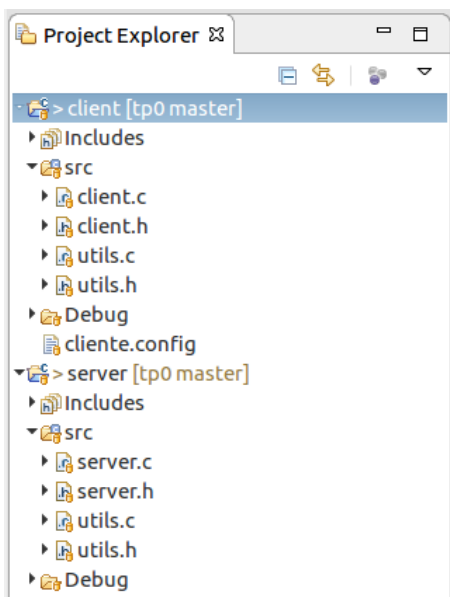 Project Explorer
> client [tp0 master]
Includes
src
client.c
client.h
utils.c
utils.h
Debug
cliente.config
> server [tp0 master]
Includes
src
server.c
server.h
utils.c
utils.h
Debug